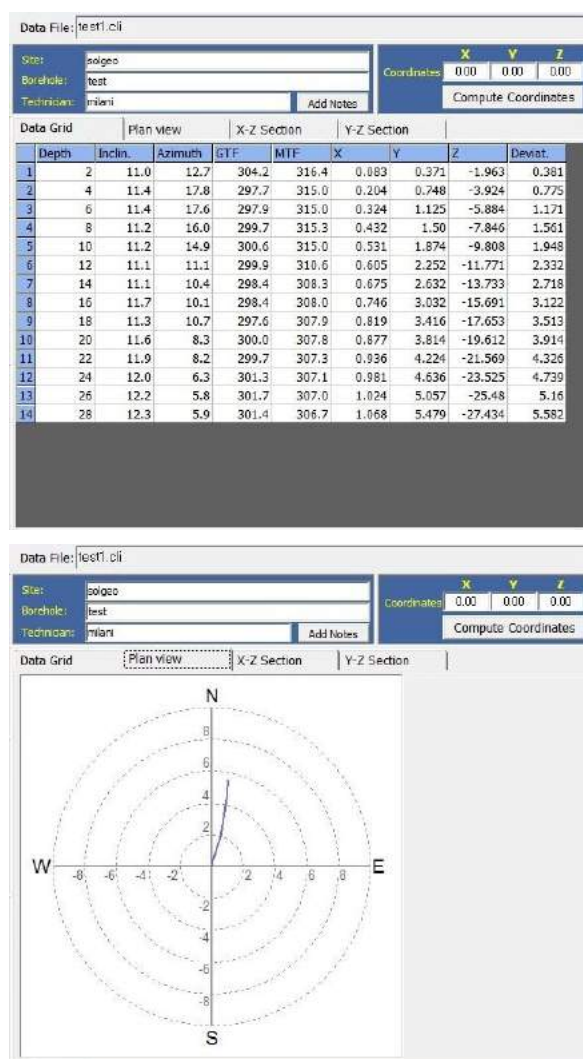 Data File: test1.cli
Site: solgeo
Borehole: test
Technician: milani Add Notes
X Y Z
Coordinates 0.00 0.00 0.00
Compute Coordinates
Data Grid Plan view X-Z Section Y-Z Section
Depth Inclin. Azimuth GTF MTF X Y Z Deviat.
1 2 11.0 12.7 304.2 316.4 0.083 0.371 -1.963 0.381
2 4 11.4 17.8 297.7 315.0 0.204 0.748 -3.924 0.775
3 6 11.4 17.6 297.9 315.0 0.324 1.125 -5.884 1.171
4 8 11.2 16.0 299.7 315.3 0.432 1.50 -7.846 1.561
5 10 11.2 14.9 300.6 315.0 0.531 1.874 -9.808 1.948
6 12 11.1 11.1 299.9 310.6 0.605 2.252 -11.771 2.332
7 14 11.1 10.4 298.4 308.3 0.675 2.632 -13.733 2.718
8 16 11.7 10.1 298.4 308.0 0.746 3.032 -15.691 3.122
9 18 11.3 10.7 297.6 307.9 0.819 3.416 -17.653 3.513
10 20 11.6 8.3 300.0 307.8 0.877 3.814 -19.612 3.914
11 22 11.9 8.2 299.7 307.3 0.936 4.224 -21.569 4.326
12 24 12.0 6.3 301.3 307.1 0.981 4.636 -23.525 4.739
13 26 12.2 5.8 301.7 307.0 1.024 5.057 -25.48 5.16
14 28 12.3 5.9 301.4 306.7 1.068 5.479 -27.434 5.582
Data File: test1.cli
Site: solgeo
Borehole: test
Technician: milani Add Notes
X Y Z
Coordinates 0.00 0.00 0.00
Compute Coordinates
Data Grid Plan view X-Z Section Y-Z Section
N
8
6
4
2
W -8 -6 -4 -2 2 4 6 8 E
-2
-4
-6
-8
S